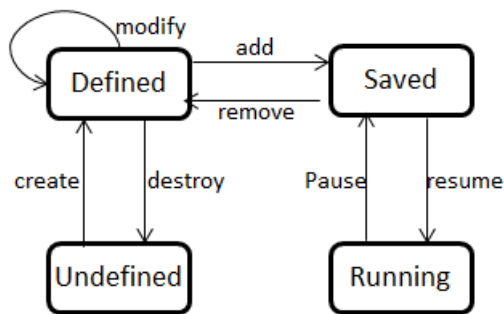 modify
add
Defined
Saved
remove
create
destroy
Pause
resume
Undefined
Running